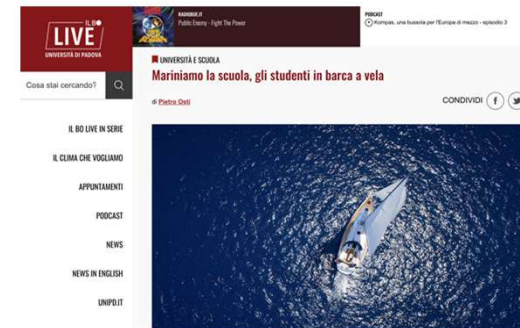 IL BO
LIVE
UNIVERSITÀ DI PADOVA
RADIOBUE.IT
Public Enemy - Fight The Power
PODCAST
Kompas, una bussola per l'Europa di mezzo - episodio 3
Cosa stai cercando?
UNIVERSITÀ E SCUOLA
Mariniamo la scuola, gli studenti in barca a vela
di Pietro Osti
CONDIVIDI
IL BO LIVE IN SERIE
IL CLIMA CHE VOGLIAMO
APPUNTAMENTI
PODCAST
NEWS
NEWS IN ENGLISH
UNIPD.IT